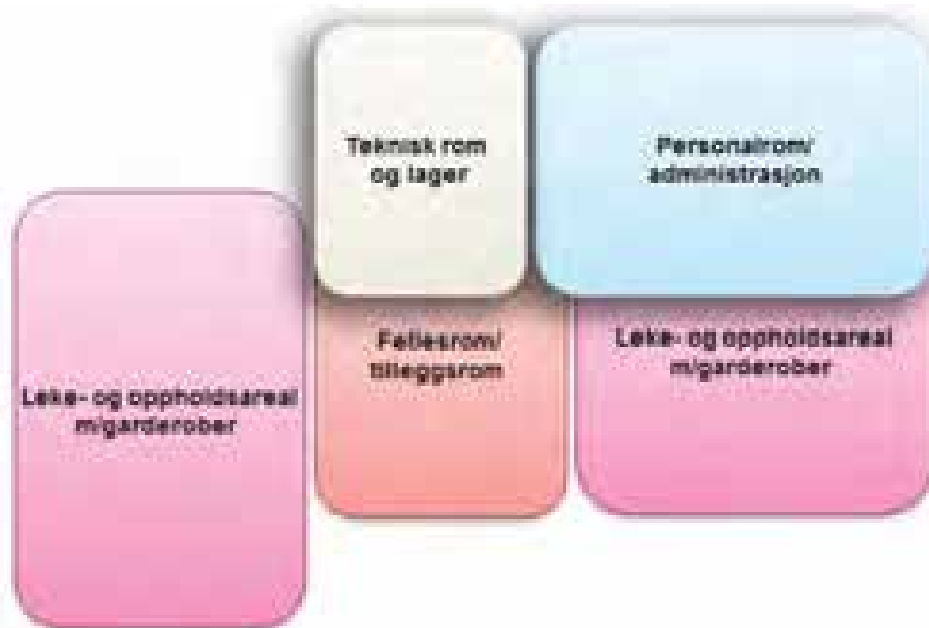 Teknisk rom
og lager
Personalrom/
administrasjon
Leke- og oppholdsareal
m/garderober
Fellesrom/
tilleggsrom
Leke- og oppholdsareal
m/garderober